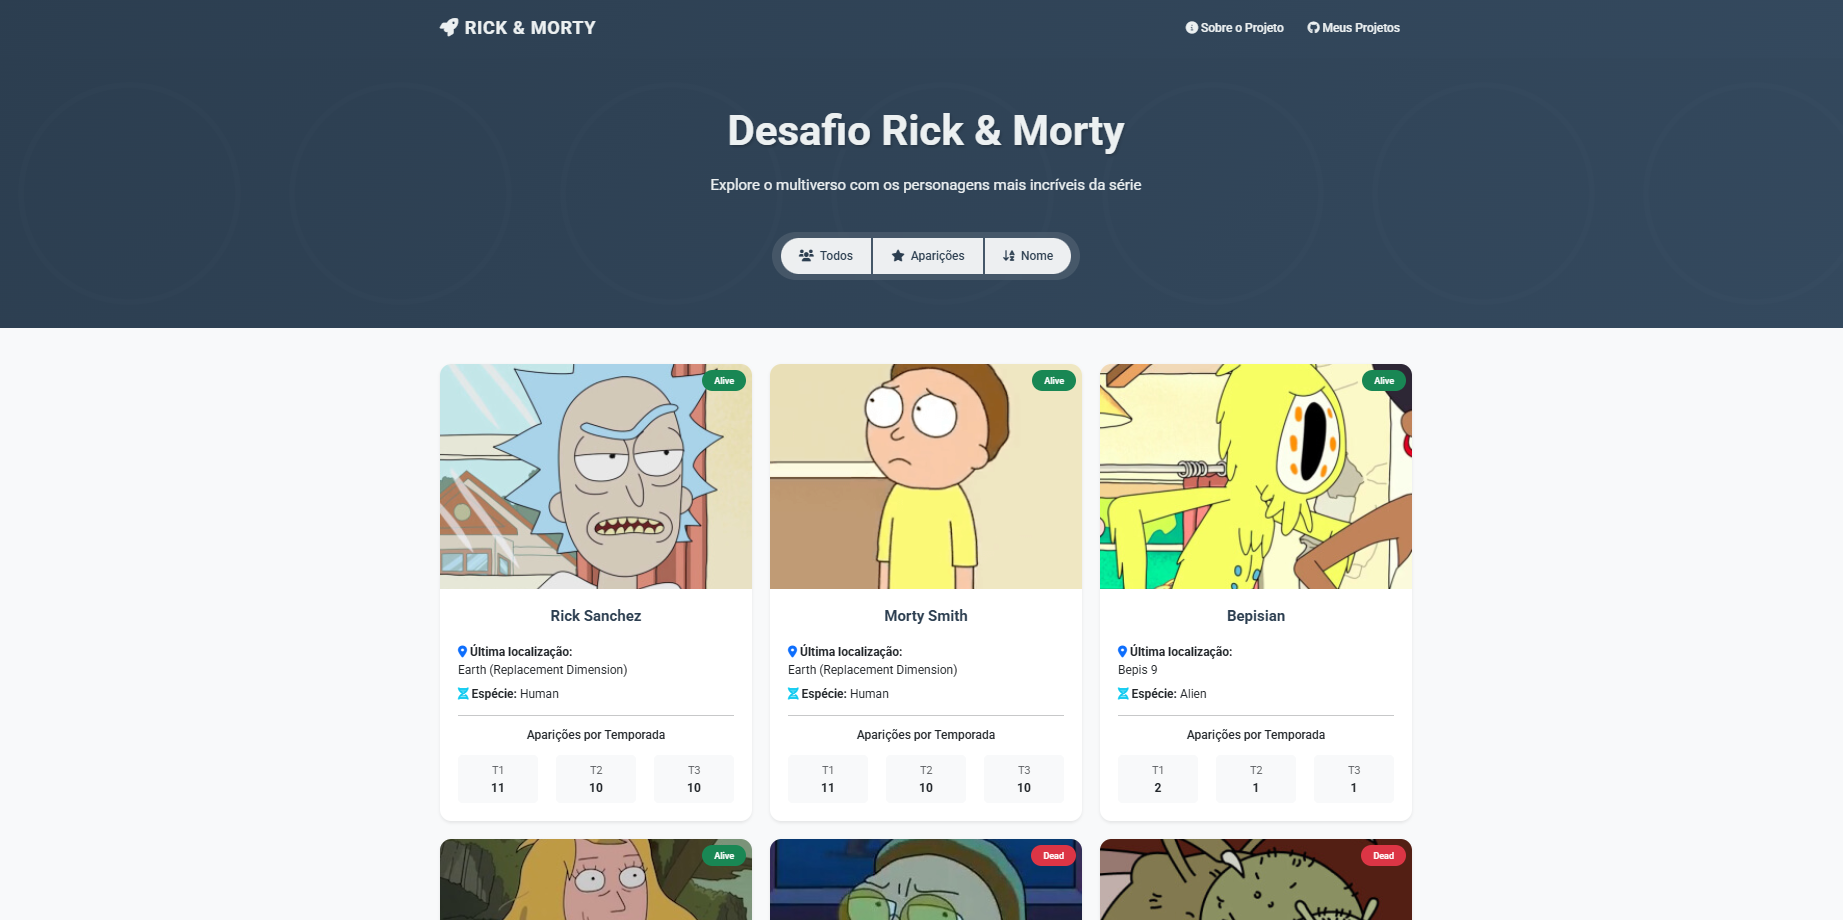 RICK & MORTY
Sobre o Projeto
Meus Projetos
Desafio Rick & Morty
Explore o multiverso com os personagens mais incríveis da série
Todos
Aparições
Nome
Alive
Alive
Alive
Rick Sanchez
Última localização:
Earth (Replacement Dimension)
Espécie: Human
Aparições por Temporada
T1
T2
T3
11
10
10
Morty Smith
Última localização:
Earth (Replacement Dimension)
Espécie: Human
Aparições por Temporada
T1
T2
T3
11
10
10
Bepisian
Última localização:
Bepis 9
Espécie: Alien
Aparições por Temporada
T1
T2
T3
2
1
1
Alive
Dead
Dead